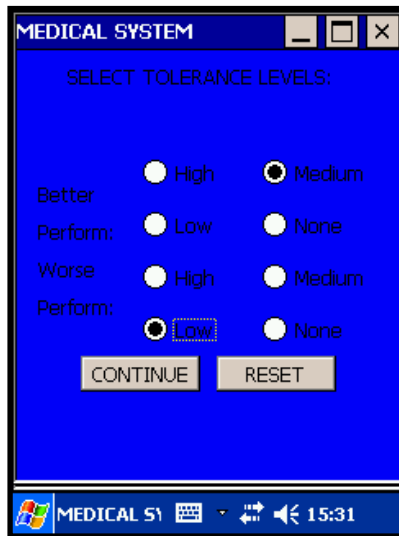 MEDICAL SYSTEM
SELECT TOLERANCE LEVELS:
High Medium
Better
Perform: Low None
Worse High Medium
Perform:
Low None
CONTINUE RESET
MEDICAL SY 15:31